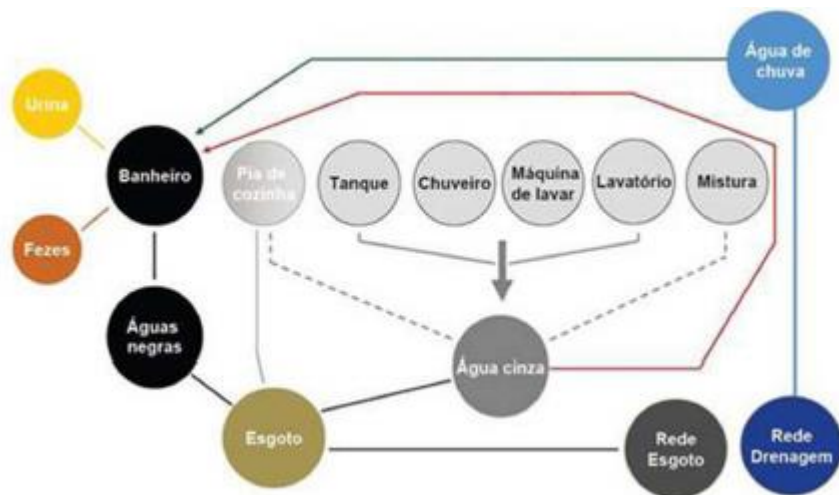 Água de
chuva
Urina
Banheiro
Pia de
cozinha
Tanque
Chuveiro
Máquina
de lavar
Lavatório
Mistura
Fezes
Águas
negras
Água cinza
Esgoto
Rede
Esgoto
Rede
Drenagem